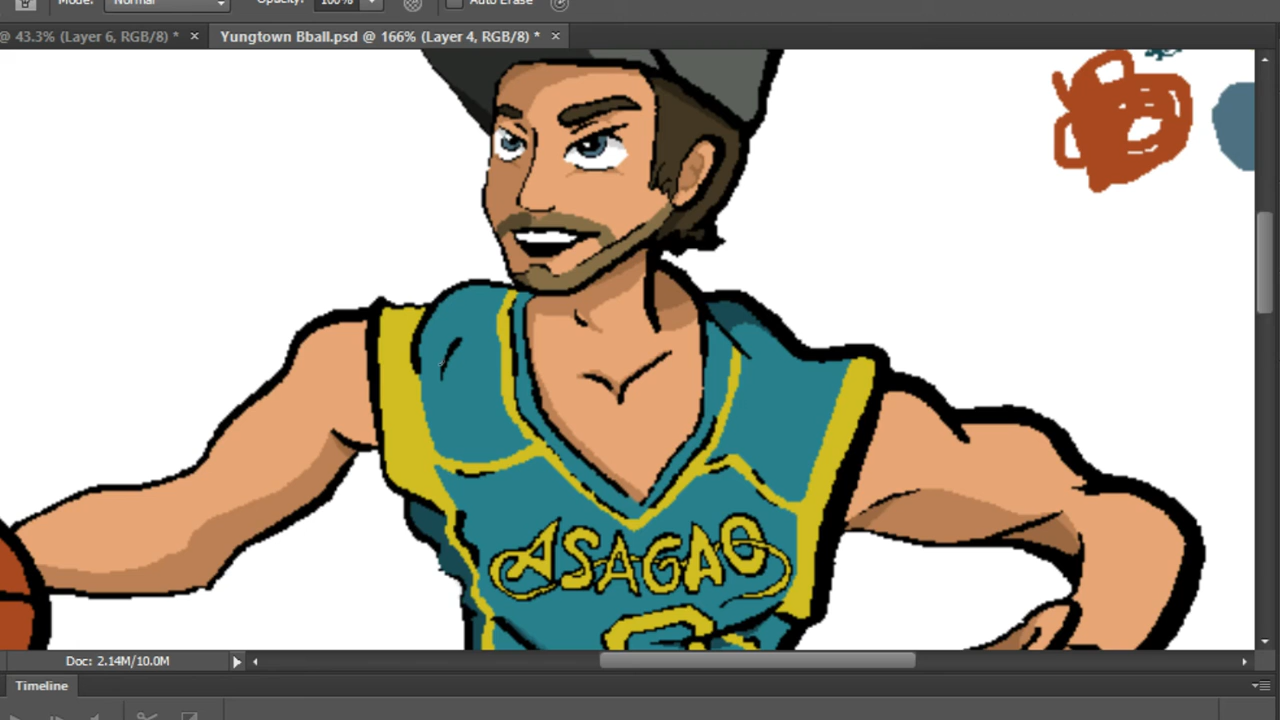 Mode: Normal Opacity: 100% Auto Erase
@ 43.3% (Layer 6, RGB/8) * × Yungtown Bball.psd @ 166% (Layer 4, RGB/8) * ×
ASAGAO
Doc: 2.14M/10.0M
Timeline